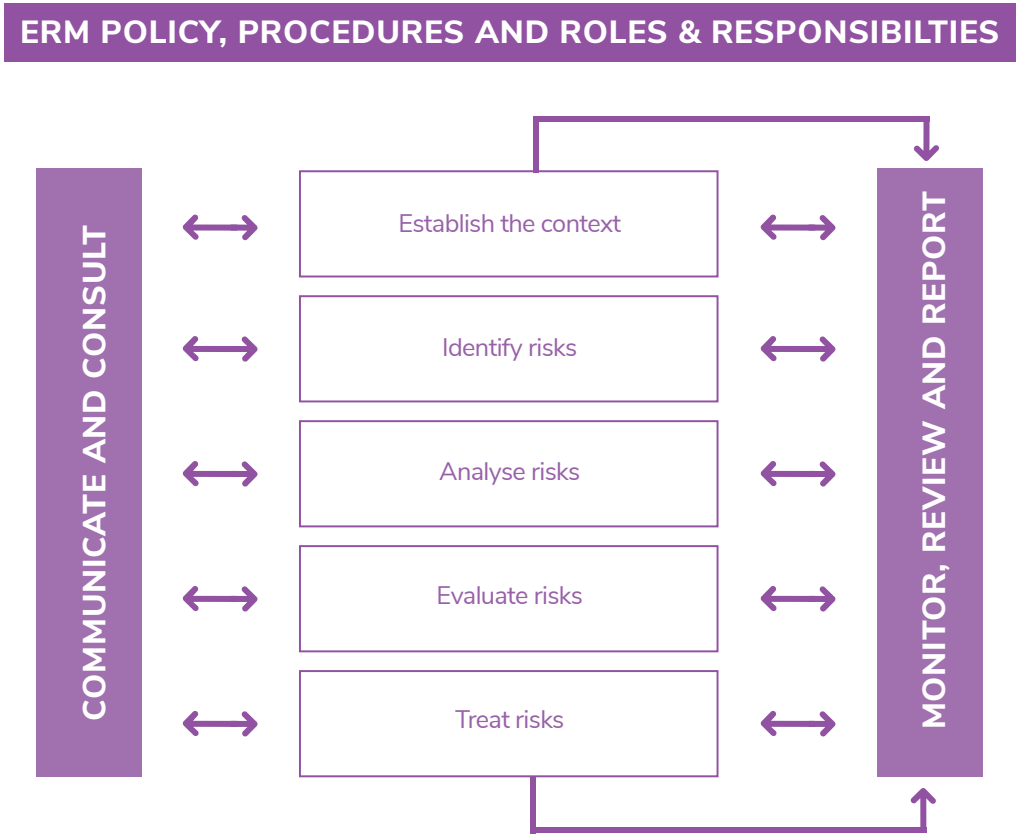 ERM POLICY, PROCEDURES AND ROLES & RESPONSIBILTIES
COMMUNICATE AND CONSULT
Establish the context
Identify risks
Analyse risks
Evaluate risks
Treat risks
MONITOR, REVIEW AND REPORT